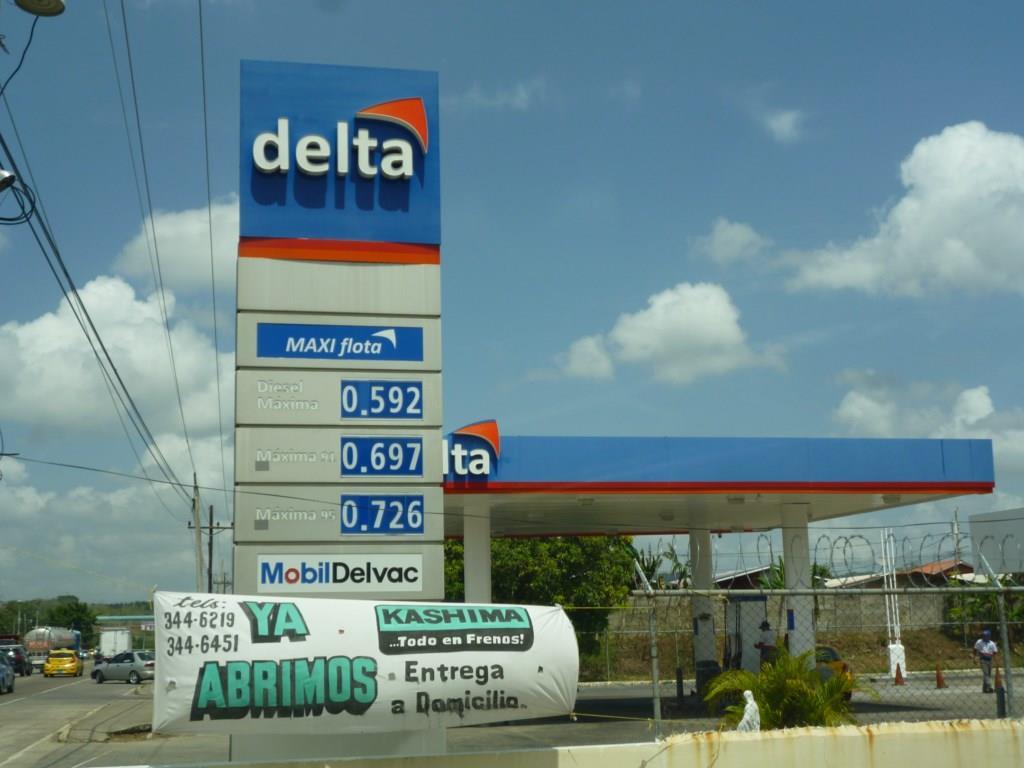 delta
MAXI flota
Diesel
Máxima
0.592
Máxima 91
0.697
Máxima 95
0.726
MobilDelvac
lta
tels:
344-6219
344-6451
YA
ABRIMOS
KASHIMA
...Todo en Frenos!
Entrega
a Domicilio.